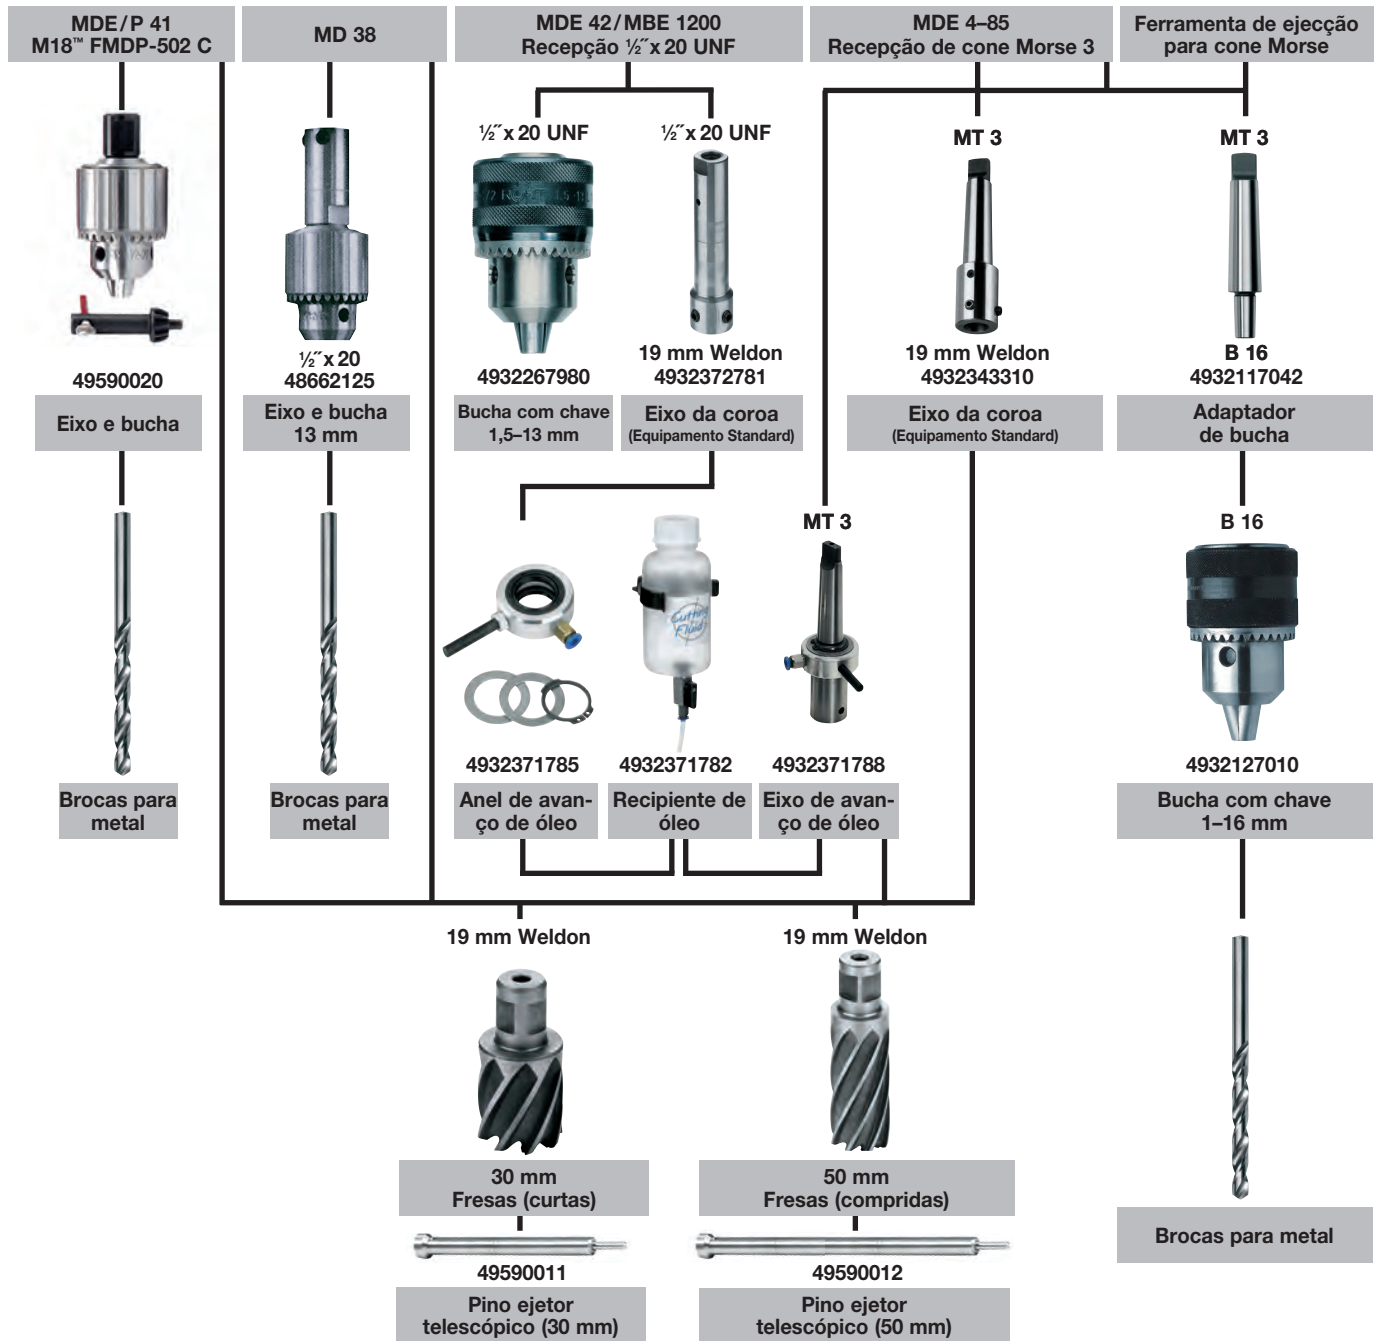 MDE/P 41
M18™ FMDP-502 C
MD 38
MDE 42/MBE 1200
Recepção ½˝x 20 UNF
MDE 4–85
Recepção de cone Morse 3
Ferramenta de ejecção
para cone Morse
½˝x 20 UNF
½˝x 20 UNF
MT 3
MT 3
½˝x 20
19 mm Weldon
19 mm Weldon
B 16
49590020
48662125
4932267980
4932372781
4932343310
4932117042
Eixo e bucha
Eixo e bucha
13 mm
Bucha com chave
1,5–13 mm
Eixo da coroa
(Equipamento Standard)
Eixo da coroa
(Equipamento Standard)
Adaptador
de bucha
MT 3
B 16
Cutting
Fluid
4932371785
4932371782
4932371788
4932127010
Brocas para
metal
Brocas para
metal
Anel de avan-
ço de óleo
Recipiente de
óleo
Eixo de avan-
ço de óleo
Bucha com chave
1–16 mm
19 mm Weldon
19 mm Weldon
30 mm
Fresas (curtas)
50 mm
Fresas (compridas)
Brocas para metal
49590011
49590012
Pino ejetor
telescópico (30 mm)
Pino ejetor
telescópico (50 mm)